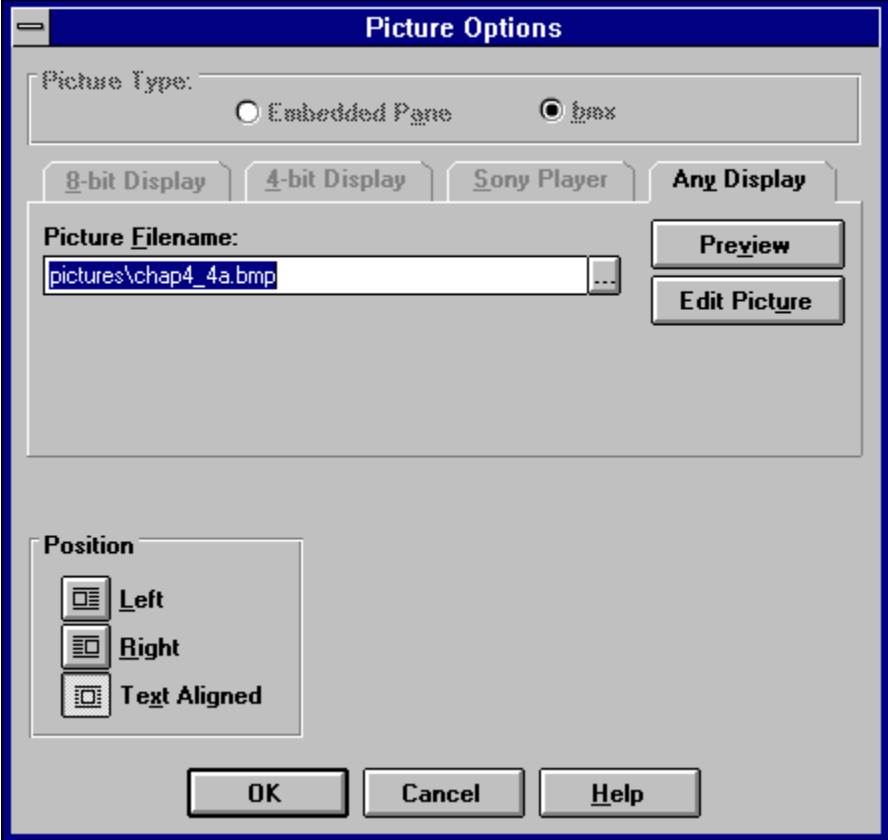 Picture Options
Picture Type:
Embedded Pane bmx
8-bit Display 4-bit Display Sony Player Any Display
Picture Filename:
pictures\chap4_4a.bmp ...
Preview
Edit Picture
Position
Left
Right
Text Aligned
OK Cancel Help